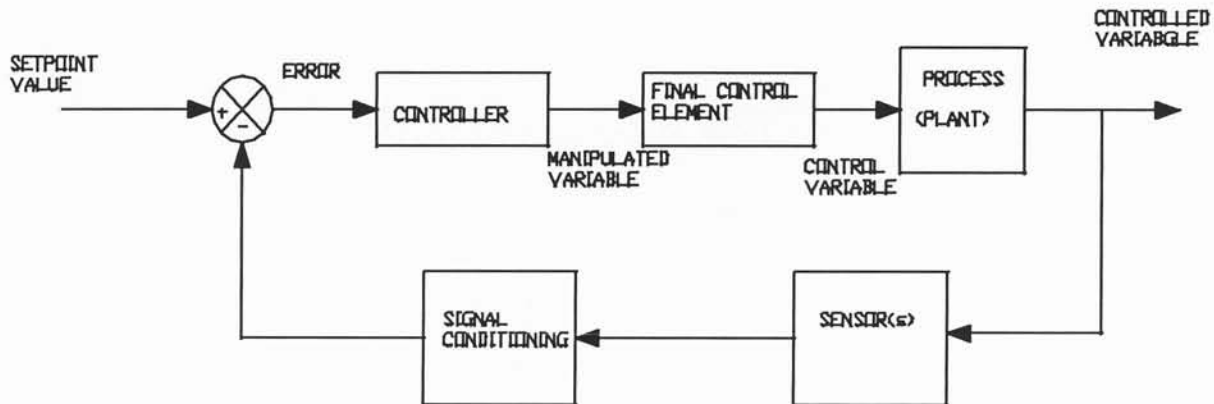 CONTROLLED
VARIABGLE
SETPOINT
VALUE
ERROR
+
-
CONTROLLER
MANIPULATED
VARIABLE
FINAL CONTROL
ELEMENT
CONTROL
VARIABLE
PROCESS
(PLANT)
SIGNAL
CONDITIONING
SENSOR(s)